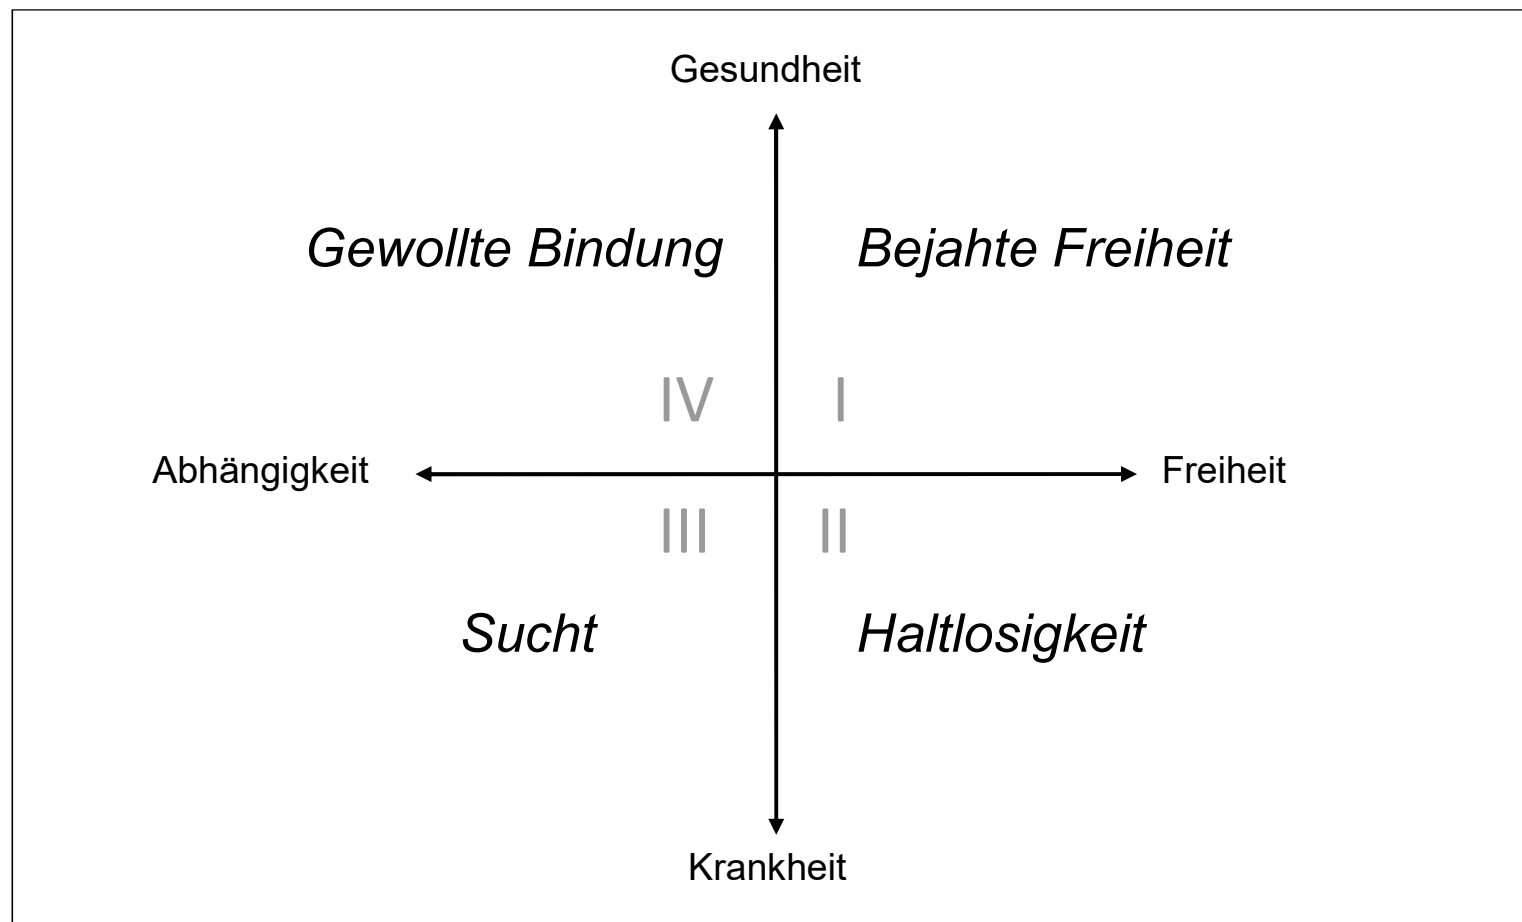 Gesundheit
Gewollte Bindung
Bejahte Freiheit
IV
I
Abhängigkeit
Freiheit
III
II
Sucht
Haltlosigkeit
Krankheit